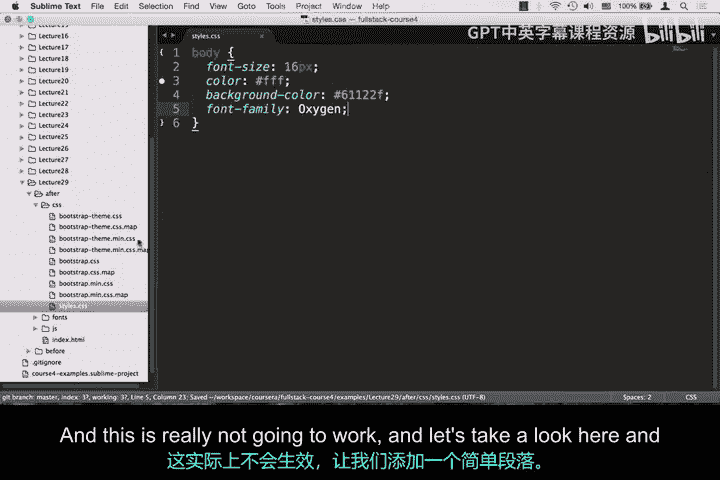 Sublime Text File Edit Selection Find View Goto Tools Project Window Help 100%
styles.css — fullstack-course4
GPT中英字幕课程资源 bilibili
Lecture16
Lecture17
Lecture18
Lecture19
Lecture20
Lecture21
Lecture22
Lecture23
Lecture24
Lecture25
Lecture26
Lecture27
Lecture28
Lecture29
after
css
bootstrap-theme.css
bootstrap-theme.css.map
bootstrap-theme.min.css
bootstrap-theme.min.css.map
bootstrap.css
bootstrap.css.map
bootstrap.min.css
bootstrap.min.css.map
styles.css
fonts
js
index.html
before
.gitignore
course4-examples.sublime-project
styles.css
1 body {
2 font-size: 16px;
3 color: #fff;
4 background-color: #61122f;
5 font-family: Oxygen;
6 }
git branch: master, index: 3?, working: 3?, Line 5, Column 23; Saved ~/workspace/coursera/fullstack-course4/examples/Lecture29/after/css/styles.css (UTF-8) Spaces: 2 CSS
And this is really not going to work, and let's take a look here and
这实际上不会生效，让我们添加一个简单段落。